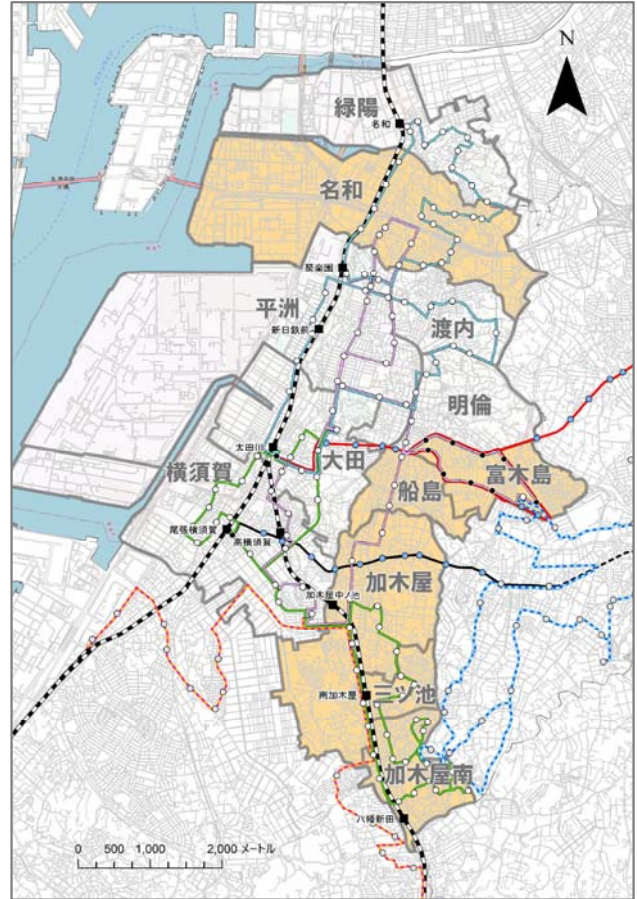 N
緑陽
名和
名和
聚楽園
平洲
渡内
新日鉄前
明倫
太田川
大田
横須賀
富木島
船島
尾張横須賀
高横須賀
加木屋
加木屋中ノ池
三ツ池
南加木屋
加木屋南
八幡新田
0 500 1,000 2,000 メートル